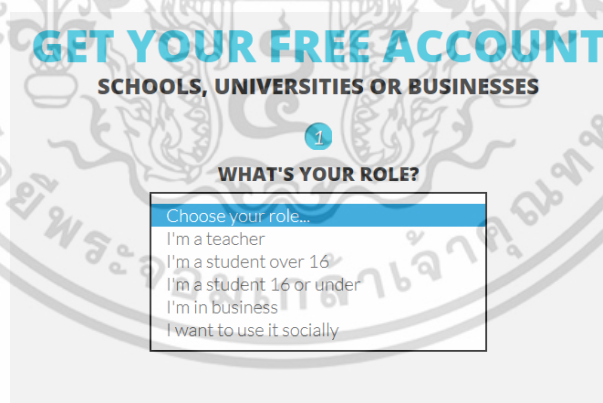 GET YOUR FREE ACCOUNT
SCHOOLS, UNIVERSITIES OR BUSINESSES
1
WHAT'S YOUR ROLE?
Choose your role...
I'm a teacher
I'm a student over 16
I'm a student 16 or under
I'm in business
I want to use it socially